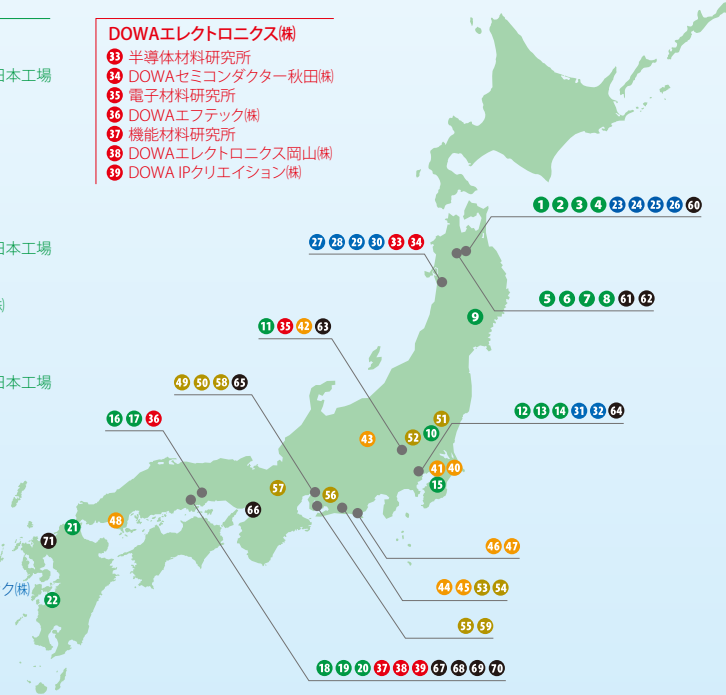 DOWAエレクトロニクス㈱
33 半導体材料研究所
34 DOWAセミコンダクター秋田㈱
35 電子材料研究所
36 DOWAエフテック㈱
37 機能材料研究所
38 DOWAエレクトロニクス岡山㈱
39 DOWA IPクリエイション㈱
日本工場
1 2 3 4 23 24 25 26 60
27 28 29 30 33 34
日本工場
5 6 7 8 61 62
㈱
9
11 35 42 63
日本工場
49 50 58 65
12 13 14 31 32 64
16 17 36
51
10
52
43
41 40
15
57
56
66
48
21
71
46 47
44 45 53 54
ク㈱
22
55 59
18 19 20 37 38 39 67 68 69 70